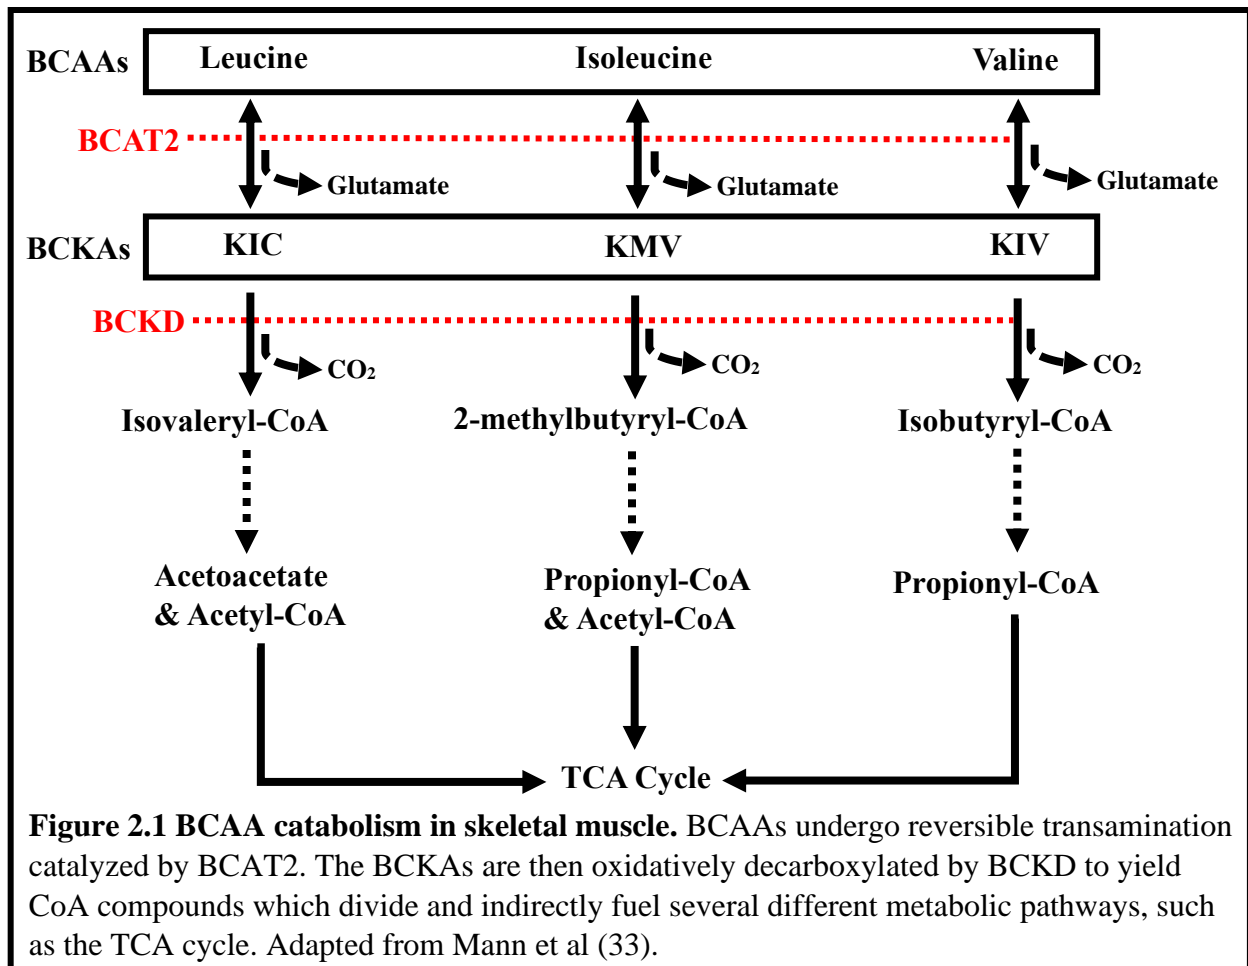 BCAAs Leucine Isoleucine Valine
BCAT2
Glutamate Glutamate Glutamate
BCKAs KIC KMV KIV
BCKD
CO₂ CO₂ CO₂
Isovaleryl-CoA 2-methylbutyryl-CoA Isobutyryl-CoA
Acetoacetate Propionyl-CoA Propionyl-CoA
& Acetyl-CoA & Acetyl-CoA
TCA Cycle
Figure 2.1 BCAA catabolism in skeletal muscle. BCAAs undergo reversible transamination
catalyzed by BCAT2. The BCKAs are then oxidatively decarboxylated by BCKD to yield
CoA compounds which divide and indirectly fuel several different metabolic pathways, such
as the TCA cycle. Adapted from Mann et al (33).